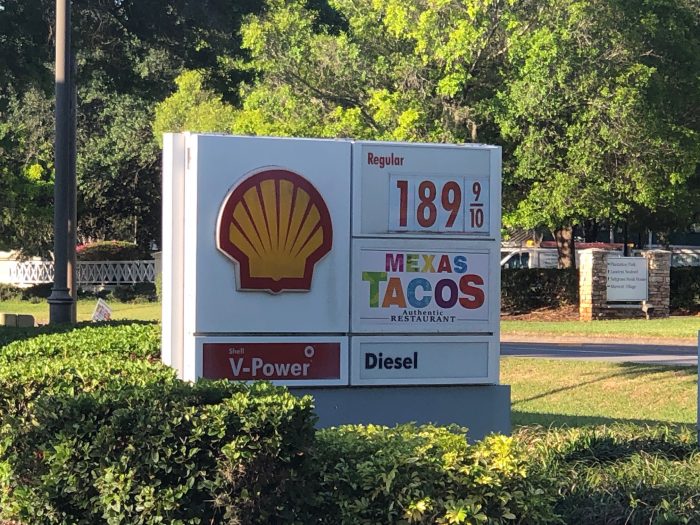 Regular
189 9/10
MEXAS
TACOS
Authentic
RESTAURANT
Shell
V-Power
Diesel